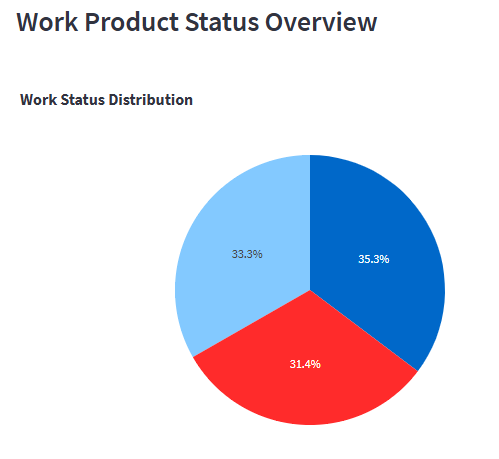 Work Product Status Overview
Work Status Distribution
33.3%
35.3%
31.4%